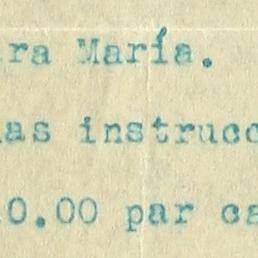 ra María.
as instrucc
0.00 par ca